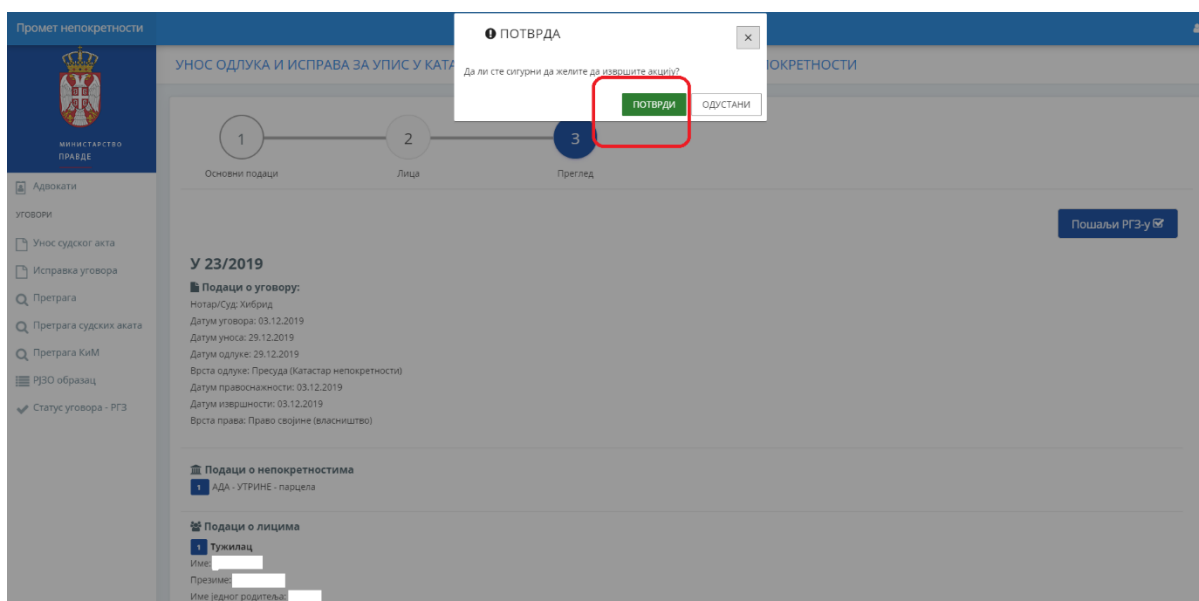 Промет непокретности
МИНИСТАРСТВО
ПРАВДЕ
Адвокати
УГОВОРИ
Унос судског акта
Исправка уговора
Претрага
Претрага судских аката
Претрага КиМ
РЈЗО образац
Статус уговора - РГЗ
ПОТВРДА
×
Да ли сте сигурни да желите да извршите акцију?
ПОТВРДИ
ОДУСТАНИ
УНОС ОДЛУКА И ИСПРАВА ЗА УПИС У КАТА
ОКРЕТНОСТИ
1
2
3
Основни подаци
Лица
Преглед
Пошаљи РГЗ-у
У 23/2019
Подаци о уговору:
Нотар/Суд: Хибрид
Датум уговора: 03.12.2019
Датум уноса: 29.12.2019
Датум одлуке: 29.12.2019
Врста одлуке: Пресуда (Катастар непокретности)
Датум правоснажности: 03.12.2019
Датум извршности: 03.12.2019
Врста права: Право својине (власништво)
Подаци о непокретностима
1 АДА - УТРИНЕ - парцела
Подаци о лицима
1 Тужилац
Име:
Презиме:
Име једног родитеља: